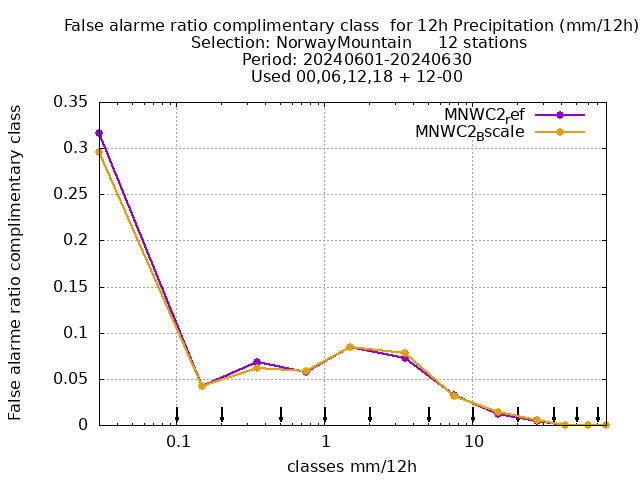 False alarme ratio complimentary class  for 12h Precipitation (mm/12h)
Selection: NorwayMountain     12 stations
Period: 20240601-20240630
Used 00,06,12,18 + 12-00
False alarme ratio complimentary class
0.35
0.3
0.25
0.2
0.15
0.1
0.05
0
MNWC2ref
MNWC2Bscale
0.1
1
10
classes mm/12h